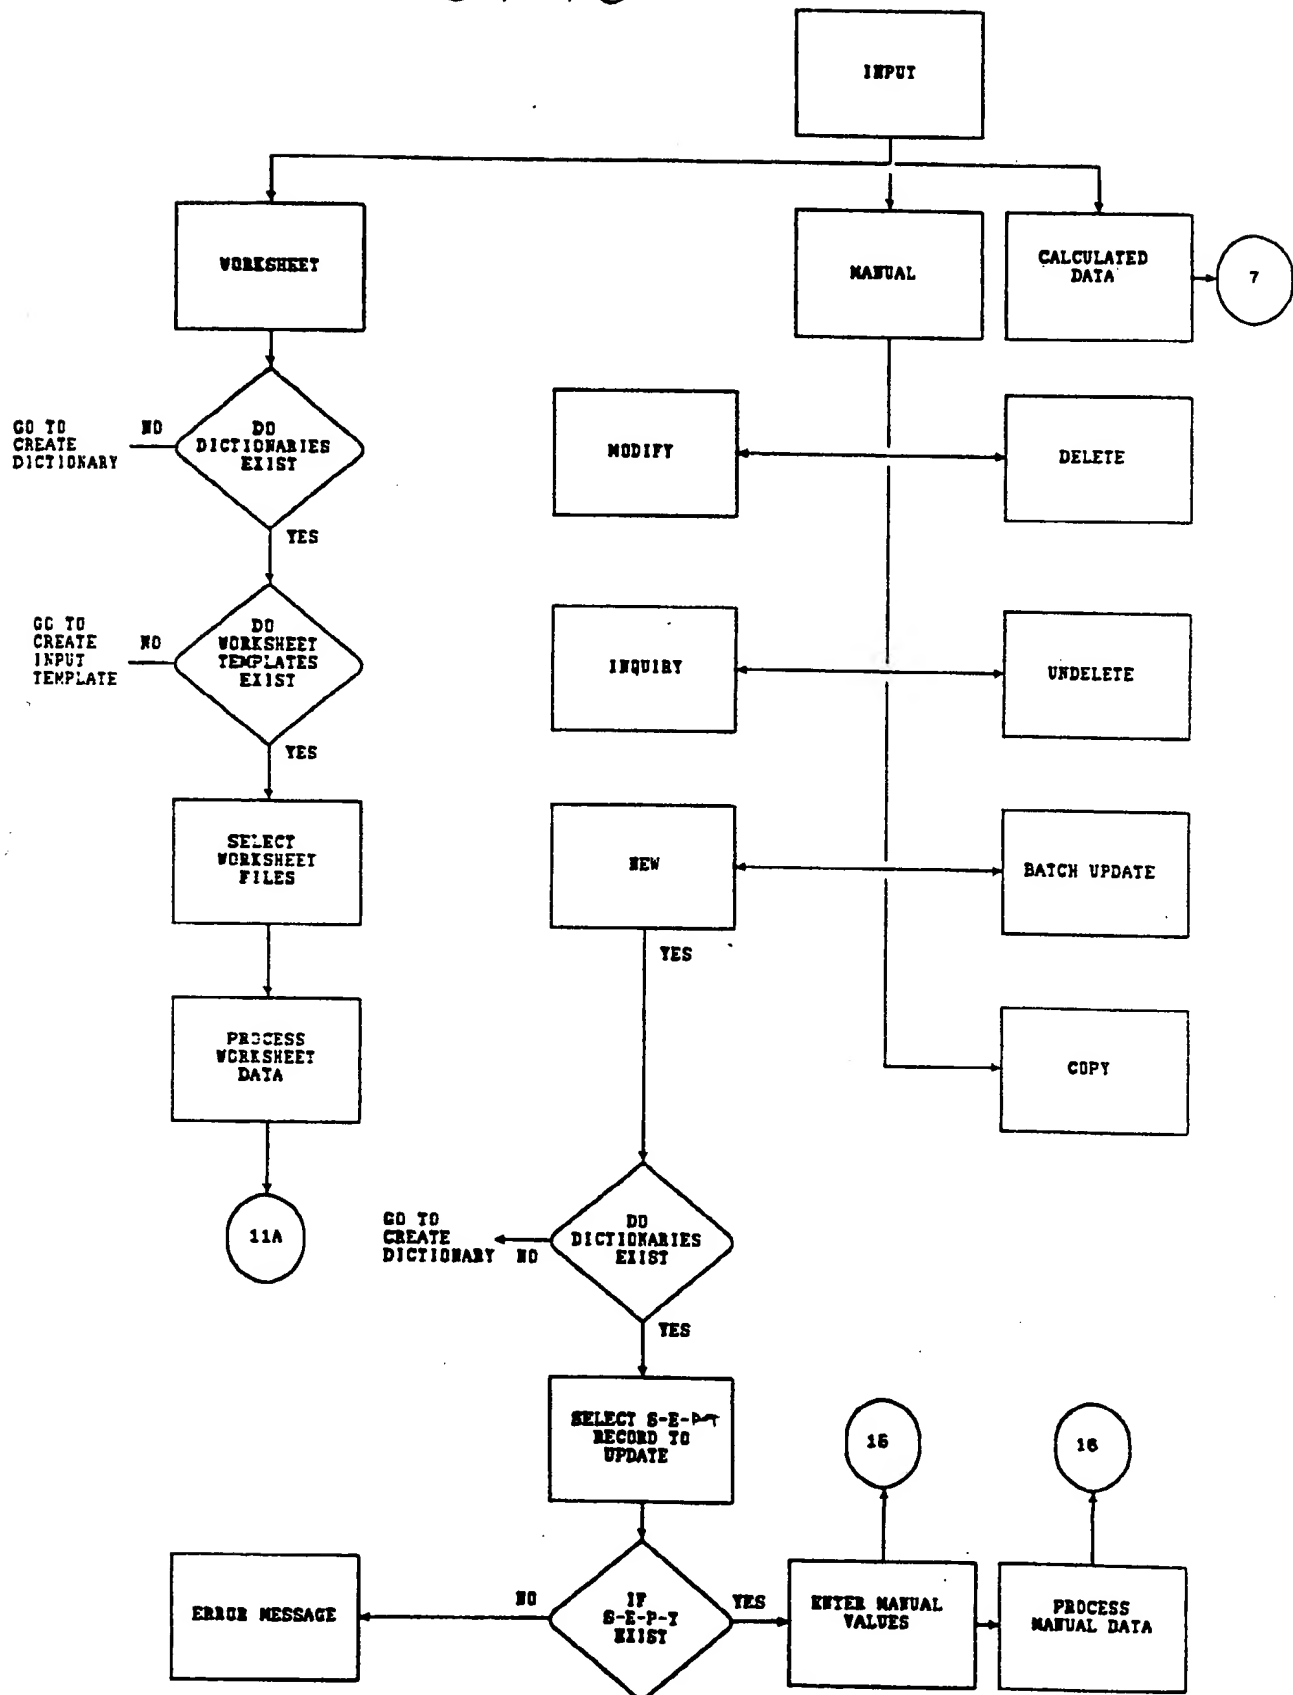 INPUT
WORKSHEET
MANUAL
CALCULATED
DATA
7
GO TO
CREATE
DICTIONARY
NO
DO
DICTIONARIES
EXIST
YES
MODIFY
DELETE
GO TO
CREATE
INPUT
TEMPLATE
NO
DO
WORKSHEET
TEMPLATES
EXIST
YES
INQUIRY
UNDELETE
SELECT
WORKSHEET
FILES
NEW
YES
BATCH UPDATE
PROCESS
WORKSHEET
DATA
COPY
11A
GO TO
CREATE
DICTIONARY
NO
DO
DICTIONARIES
EXIST
YES
SELECT S-E-
RECORD TO
UPDATE
15
16
ERROR MESSAGE
NO
IF
S-E-P-Y
EXIST
YES
ENTER MANUAL
VALUES
PROCESS
MANUAL DATA